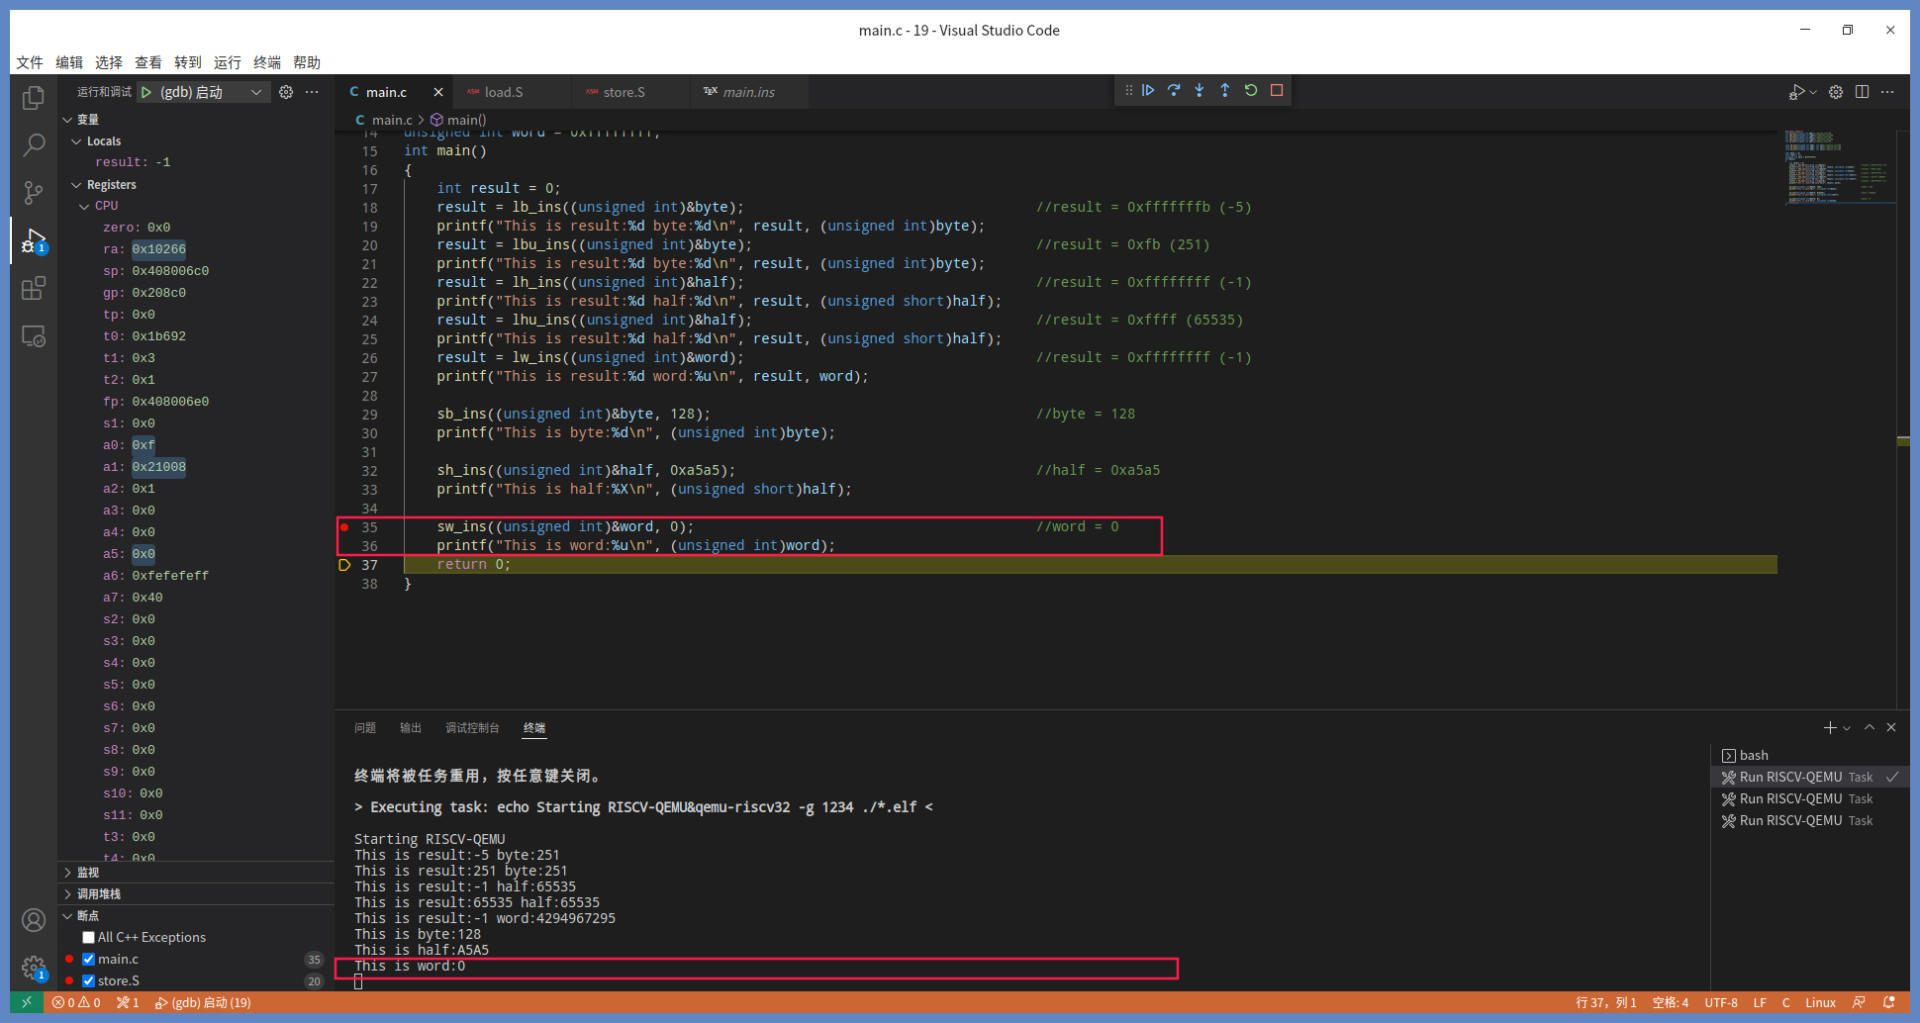 main.c - 19 - Visual Studio Code
文件 编辑 选择 查看 转到 运行 终端 帮助
运行和调试 (gdb) 启动
变量
Locals
result: -1
Registers
CPU
zero: 0x0
ra: 0x10266
sp: 0x408006c0
gp: 0x208c0
tp: 0x0
t0: 0x1b692
t1: 0x3
t2: 0x1
fp: 0x408006e0
s1: 0x0
a0: 0xf
a1: 0x21008
a2: 0x1
a3: 0x0
a4: 0x0
a5: 0x0
a6: 0xfefefeff
a7: 0x40
s2: 0x0
s3: 0x0
s4: 0x0
s5: 0x0
s6: 0x0
s7: 0x0
s8: 0x0
s9: 0x0
s10: 0x0
s11: 0x0
t3: 0x0
t4: 0x0
监视
调用堆栈
断点
All C++ Exceptions
main.c 35
store.S 20
C main.c ASM load.S ASM store.S TEX main.ins
C main.c > main()
14 unsigned int word = 0xffffffff;
15 int main()
16 {
17 int result = 0;
18 result = lb_ins((unsigned int)&byte); //result = 0xfffffffb (-5)
19 printf("This is result:%d byte:%d\n", result, (unsigned int)byte);
20 result = lbu_ins((unsigned int)&byte); //result = 0xfb (251)
21 printf("This is result:%d byte:%d\n", result, (unsigned int)byte);
22 result = lh_ins((unsigned int)&half); //result = 0xffffffff (-1)
23 printf("This is result:%d half:%d\n", result, (unsigned short)half);
24 result = lhu_ins((unsigned int)&half); //result = 0xffff (65535)
25 printf("This is result:%d half:%d\n", result, (unsigned short)half);
26 result = lw_ins((unsigned int)&word); //result = 0xffffffff (-1)
27 printf("This is result:%d word:%u\n", result, word);
28
29 sb_ins((unsigned int)&byte, 128); //byte = 128
30 printf("This is byte:%d\n", (unsigned int)byte);
31
32 sh_ins((unsigned int)&half, 0xa5a5); //half = 0xa5a5
33 printf("This is half:%X\n", (unsigned short)half);
34
35 sw_ins((unsigned int)&word, 0); //word = 0
36 printf("This is word:%u\n", (unsigned int)word);
37 return 0;
38 }
问题 输出 调试控制台 终端
终端将被任务重用，按任意键关闭。
> Executing task: echo Starting RISCV-QEMU&qemu-riscv32 -g 1234 ./*.elf <
Starting RISCV-QEMU
This is result:-5 byte:251
This is result:251 byte:251
This is result:-1 half:65535
This is result:65535 half:65535
This is result:-1 word:4294967295
This is byte:128
This is half:A5A5
This is word:0
bash
Run RISCV-QEMU Task
Run RISCV-QEMU Task
Run RISCV-QEMU Task
1
1
0 0 1 (gdb) 启动 (19) 行 37，列 1 空格: 4 UTF-8 LF C Linux